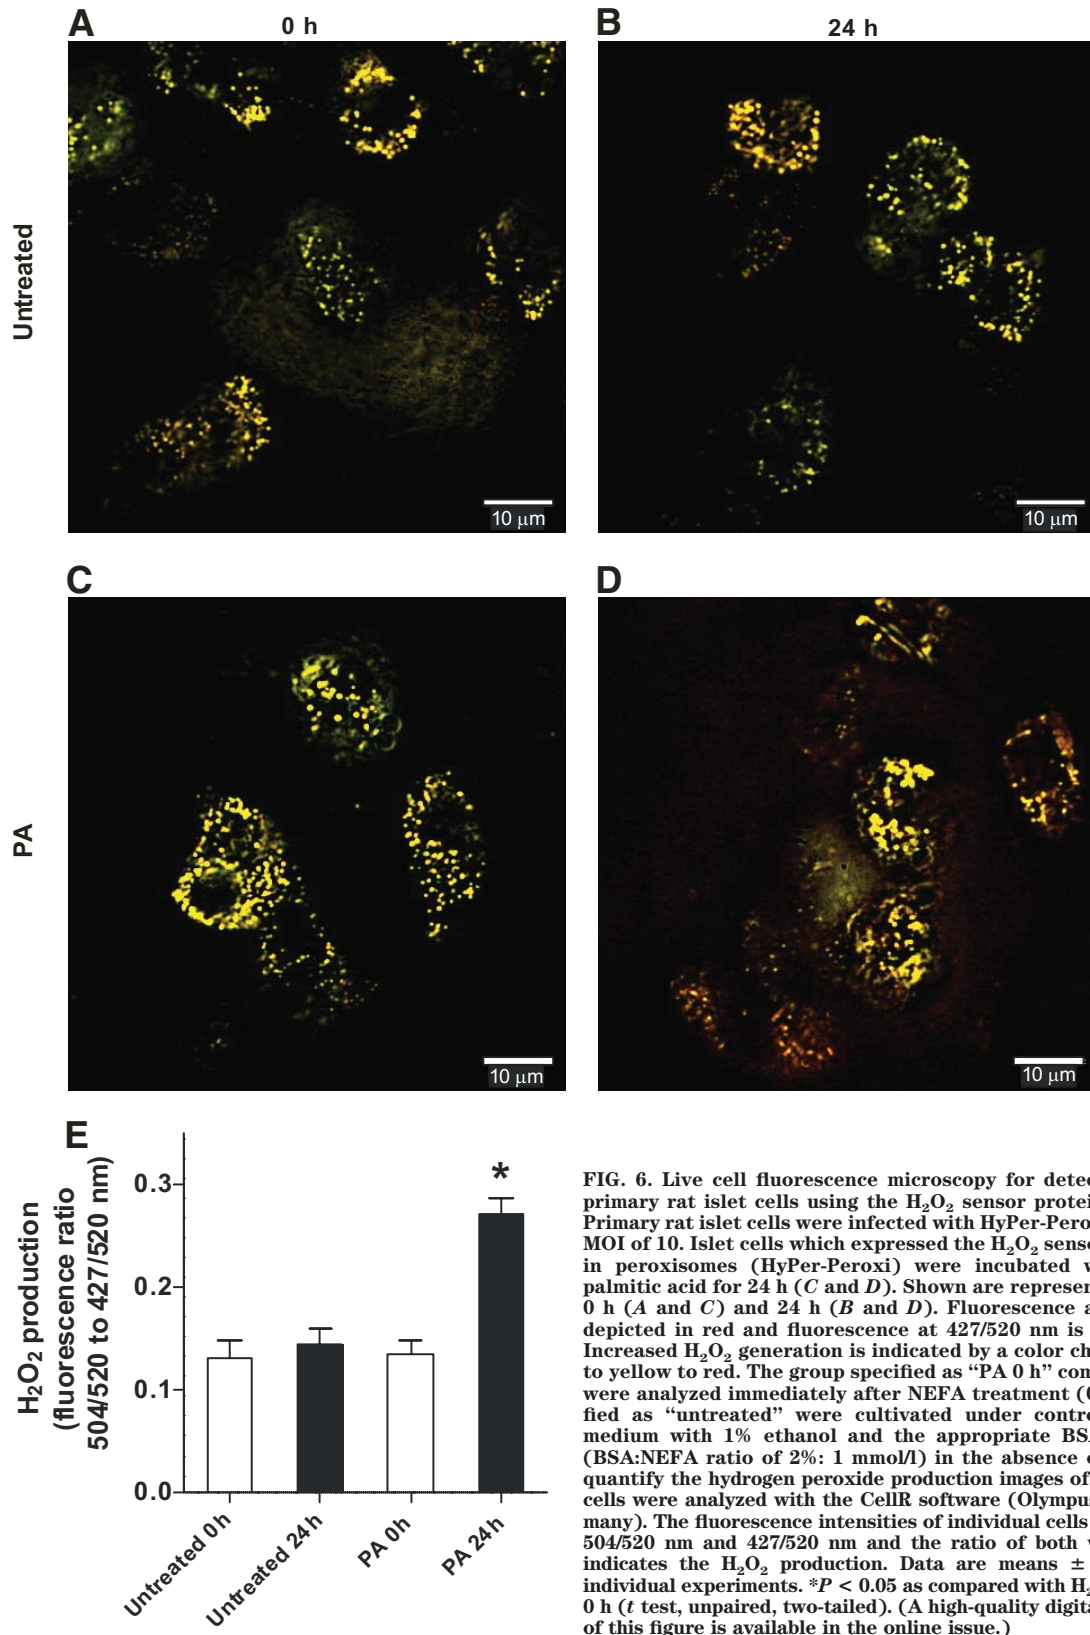 A
0 h
B
24 h
Untreated
10 μm
10 μm
C
D
PA
10 μm
10 μm
E
H2O2 production
(fluorescence ratio
504/520 to 427/520 nm)
0.3
0.2
0.1
0.0
*
Untreated 0h
Untreated 24h
PA 0h
PA 24h
FIG. 6. Live cell fluorescence microscopy for detec
primary rat islet cells using the H2O2 sensor protein
Primary rat islet cells were infected with HyPer-Pero
MOI of 10. Islet cells which expressed the H2O2 senso
in peroxisomes (HyPer-Peroxi) were incubated w
palmitic acid for 24 h (C and D). Shown are represen
0 h (A and C) and 24 h (B and D). Fluorescence a
depicted in red and fluorescence at 427/520 nm is
Increased H2O2 generation is indicated by a color ch
to yellow to red. The group specified as “PA 0 h” com
were analyzed immediately after NEFA treatment (0
fied as “untreated” were cultivated under contro
medium with 1% ethanol and the appropriate BSA
(BSA:NEFA ratio of 2%: 1 mmol/l) in the absence o
quantify the hydrogen peroxide production images of
cells were analyzed with the CellR software (Olympu
many). The fluorescence intensities of individual cells
504/520 nm and 427/520 nm and the ratio of both w
indicates the H2O2 production. Data are means ±
individual experiments. *P < 0.05 as compared with H2
0 h (t test, unpaired, two-tailed). (A high-quality digita
of this figure is available in the online issue.)